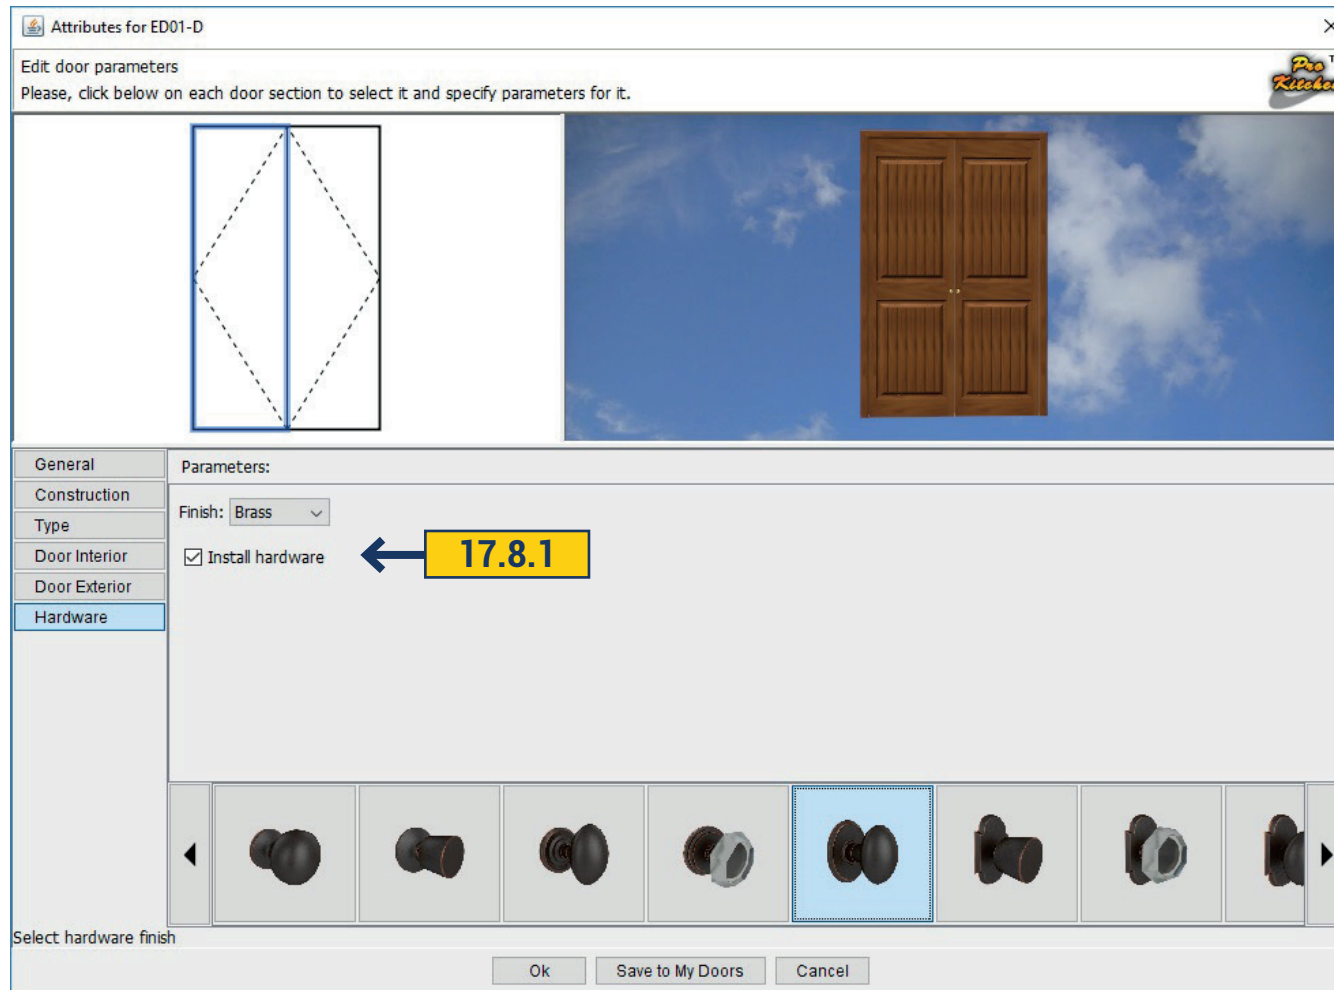 Attributes for ED01-D
Edit door parameters
Please, click below on each door section to select it and specify parameters for it.
Pro
Kitchen
General
Construction
Type
Door Interior
Door Exterior
Hardware
Parameters:
Finish: Brass
Install hardware
17.8.1
Select hardware finish
Ok
Save to My Doors
Cancel